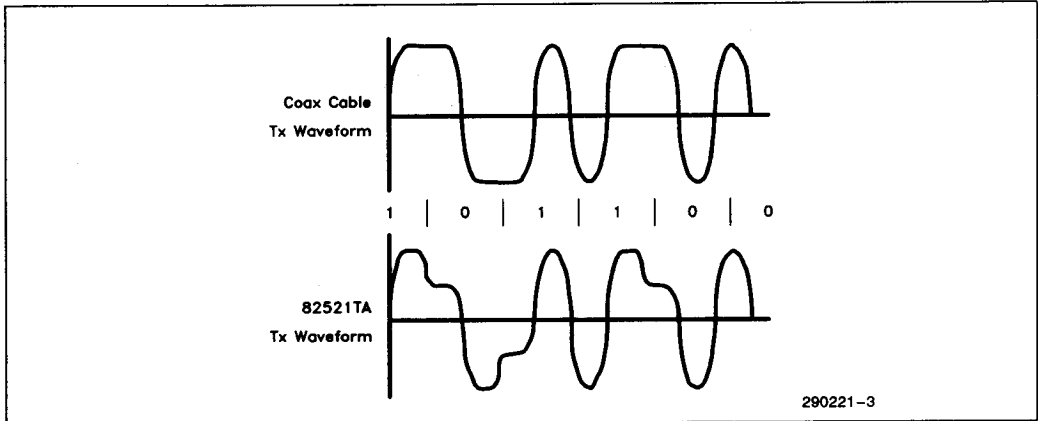 Coax Cable
Tx Waveform
1 | 0 | 1 | 1 | 0 | 0
82521TA
Tx Waveform
290221-3